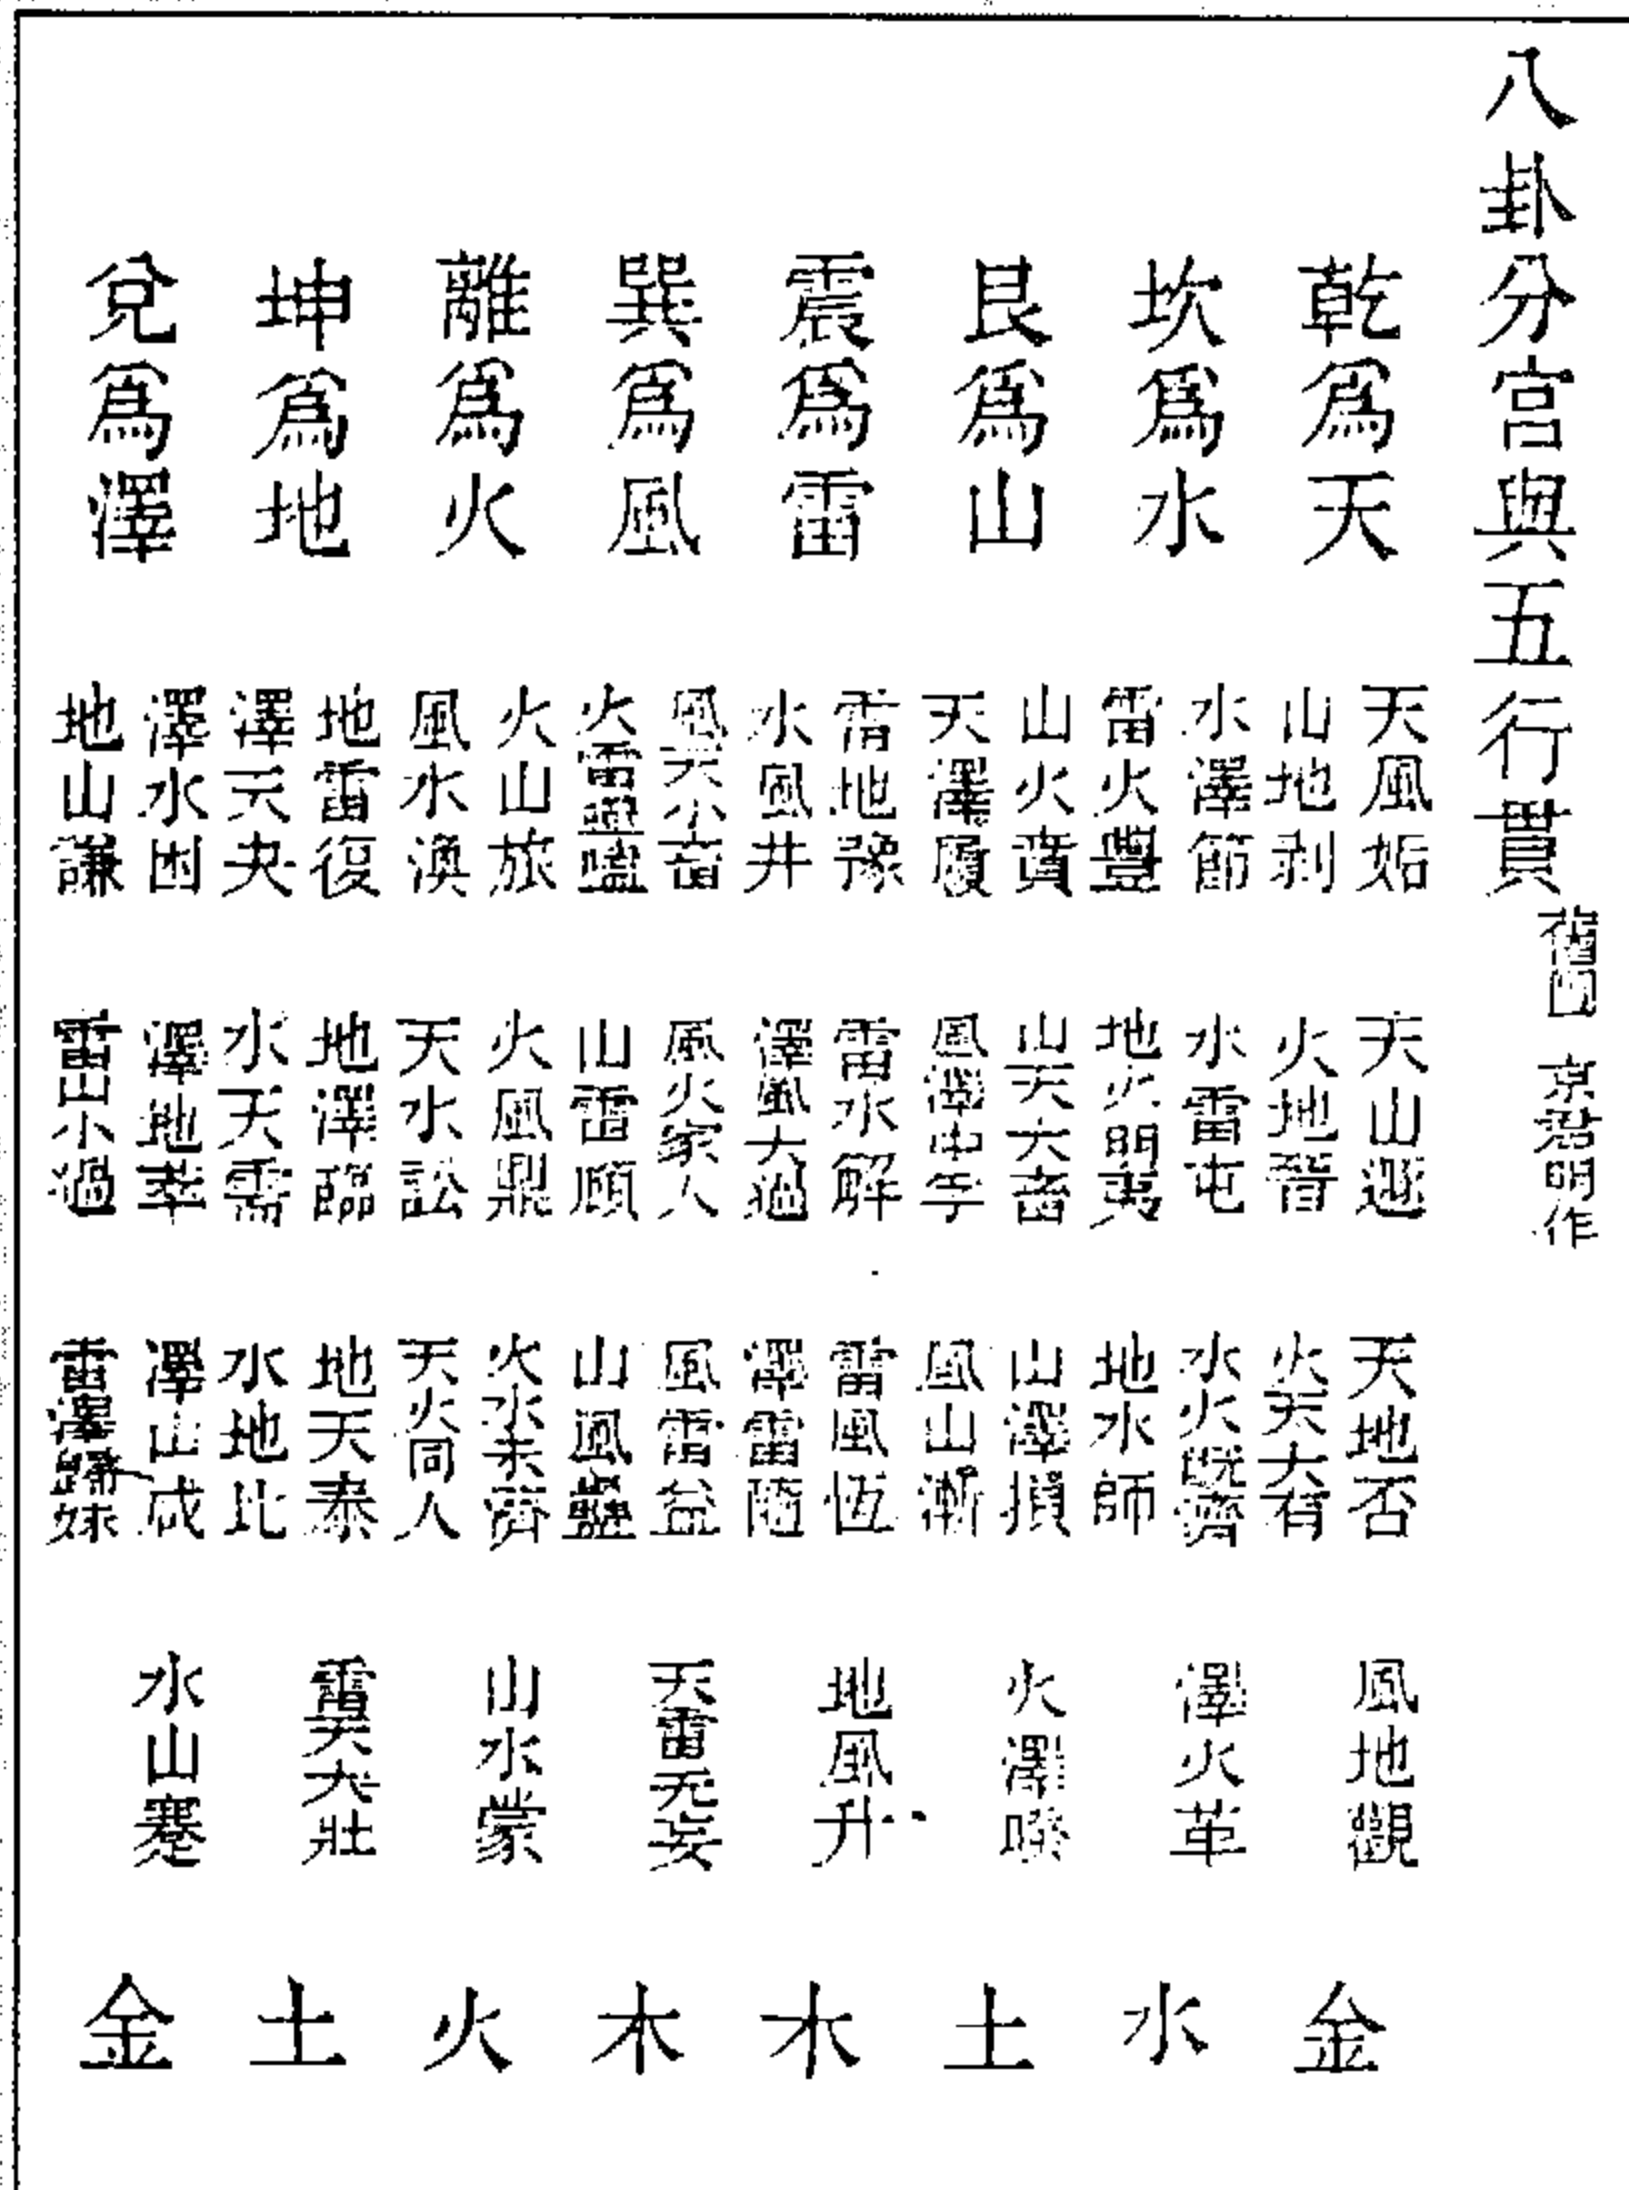 八卦分宮與五行貫 舊圖 京君明作
乾爲天
天風姤 天山遯 天地否 風地觀
山地剥 火地晉 火天大有
金
坎爲水
水澤節 水雷屯 水火既濟 澤火革
雷火豐 地火明夷 地水師
水
艮爲山
山火賁 山天大畜 山澤損 火澤睽
天澤履 風澤中孚 風山漸
土
震爲雷
雷地豫 雷水解 雷風恆 地風升
水風井 澤風大過 澤雷隨
木
巽爲風
風天小畜 風火家人 風雷益 天雷无妄
火雷噬嗑 山雷頤 山風蠱
木
離爲火
火山旅 火風鼎 火水未濟 山水蒙
風水渙 天水訟 天火同人
火
坤爲地
地雷復 地澤臨 地天泰 雷天大壯
澤天夬 水天需 水地比
土
兌爲澤
澤水困 澤地萃 澤山咸 水山蹇
地山謙 雷山小過 雷澤歸妹
金